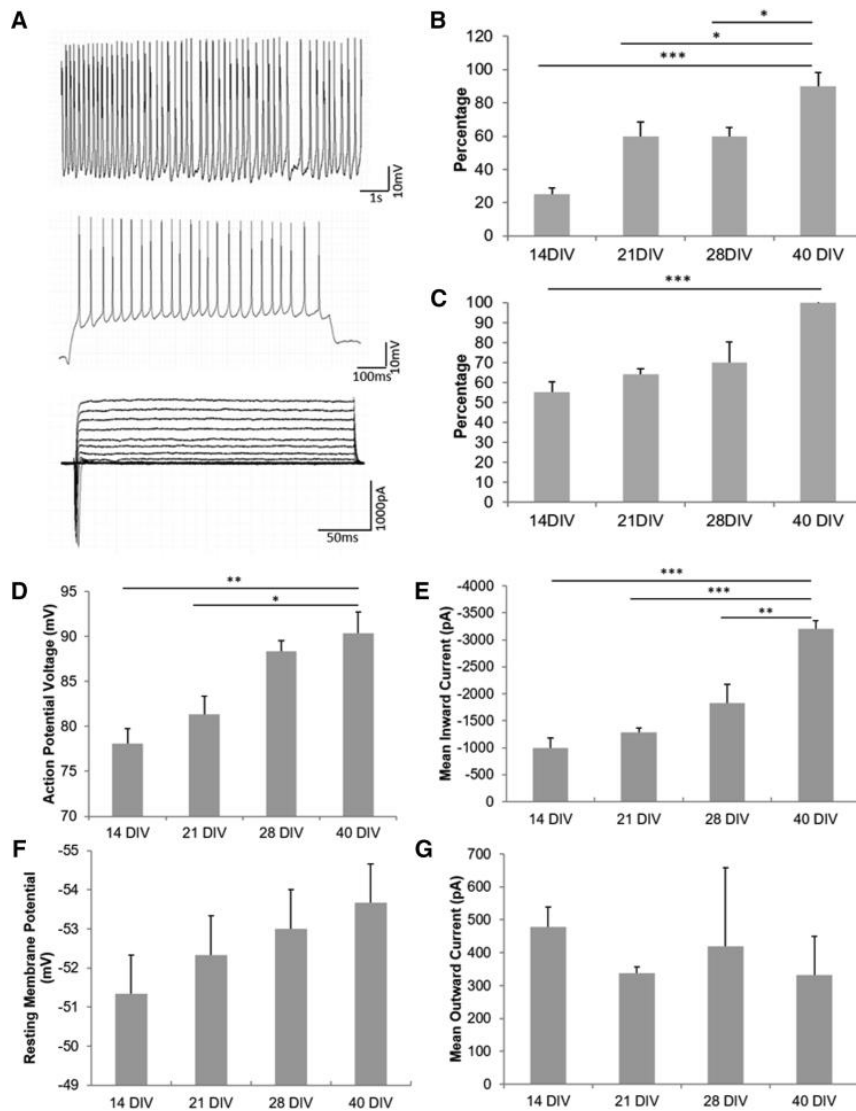 A
1s
10mV
100ms
10mV
50ms
1000pA
B
*
*
***
Percentage
120
100
80
60
40
20
0
14DIV 21DIV 28DIV 40 DIV
C
***
Percentage
100
90
80
70
60
50
40
30
20
10
0
14DIV 21DIV 28DIV 40 DIV
D
**
*
Action Potential Voltage (mV)
95
90
85
80
75
70
14 DIV 21 DIV 28 DIV 40 DIV
E
***
***
**
Mean Inward Current (pA)
-4000
-3500
-3000
-2500
-2000
-1500
-1000
-500
0
14 DIV 21 DIV 28 DIV 40 DIV
F
Resting Membrane Potential
(mV)
-55
-54
-53
-52
-51
-50
-49
14 DIV 21 DIV 28 DIV 40 DIV
G
Mean Outward Current (pA)
700
600
500
400
300
200
100
0
14 DIV 21 DIV 28 DIV 40 DIV